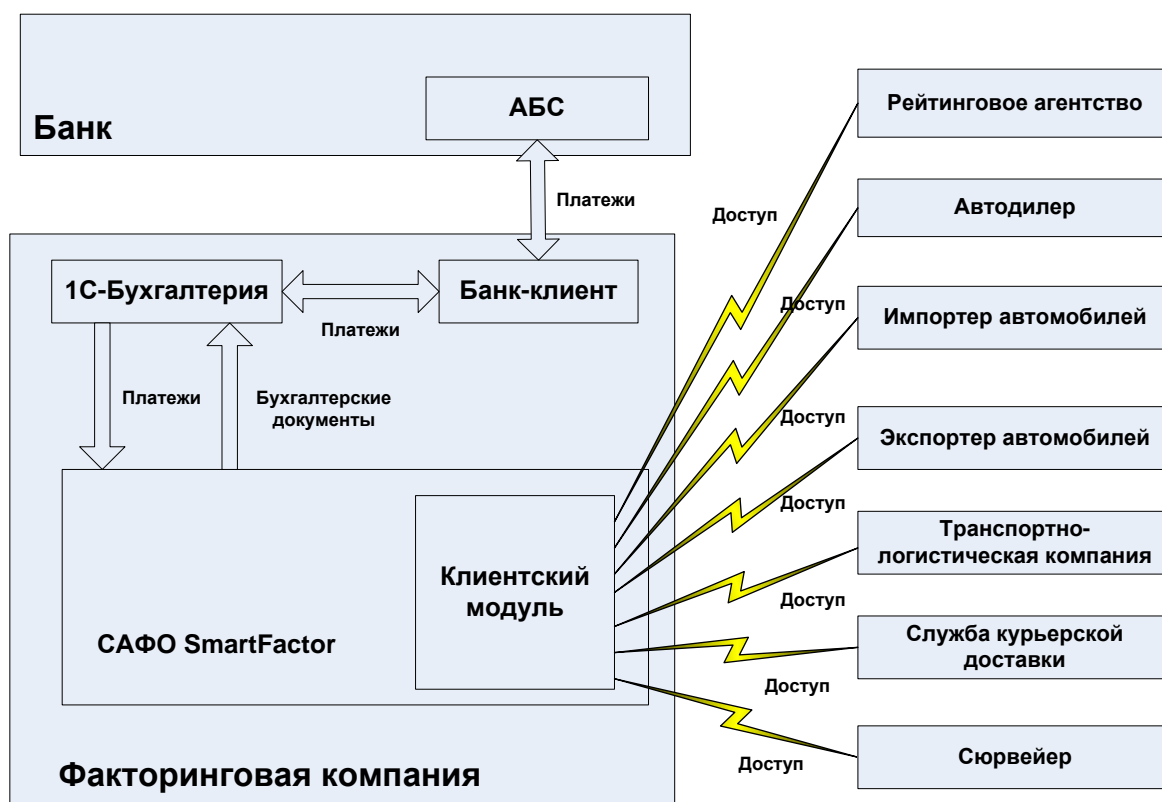 АБС
Банк
Платежи
1С-Бухгалтерия
Банк-клиент
Платежи
Платежи
Бухгалтерские
документы
Клиентский
модуль
САФО SmartFactor
Факторинговая компания
Рейтинговое агентство
Доступ
Автодилер
Доступ
Импортер автомобилей
Доступ
Экспортер автомобилей
Доступ
Транспортно-
логистическая компания
Доступ
Служба курьерской
доставки
Доступ
Сюрвейер
Доступ